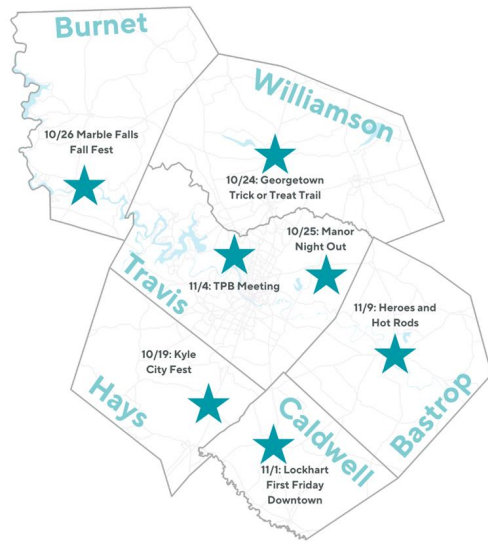 Burnet
Williamson
10/26 Marble Falls
Fall Fest
10/24: Georgetown
Trick or Treat Trail
10/25: Manor
Night Out
Travis
11/4: TPB Meeting
11/9: Heroes and
Hot Rods
10/19: Kyle
City Fest
Hays
Caldwell
Bastrop
11/1: Lockhart
First Friday
Downtown